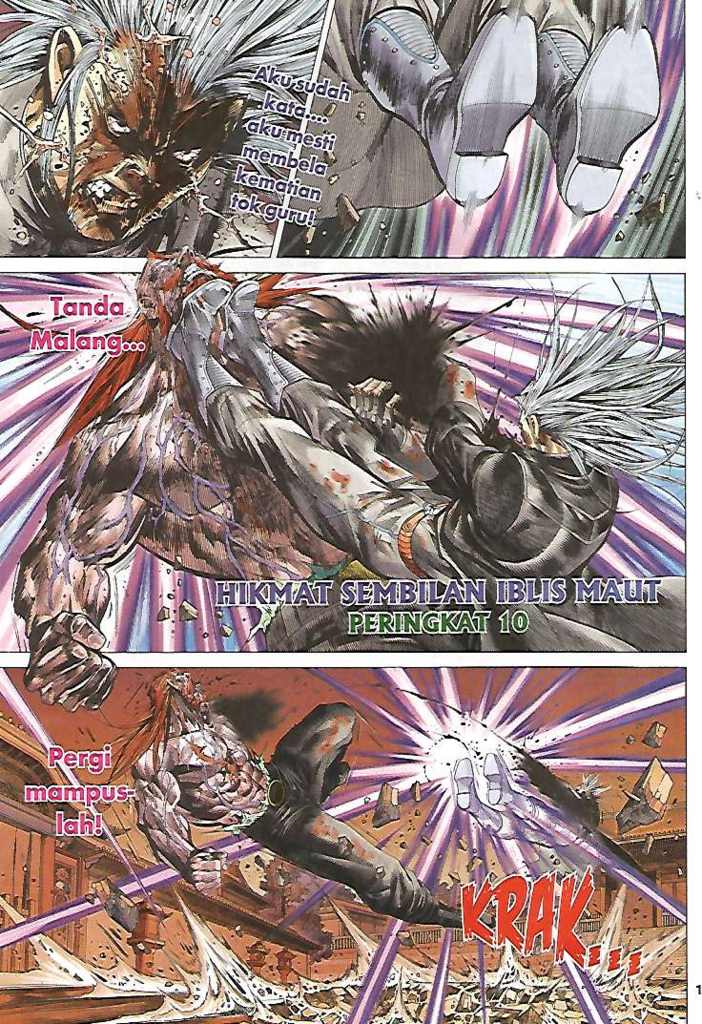 Aku sudah
kata....
aku mesti
membela
kematian
tok guru!
Tanda
Malang...
HIKMAT SEMBILAN IBLIS MAUT
PERINGKAT 10
Pergi
mampus-
lah!
KRAK...
1